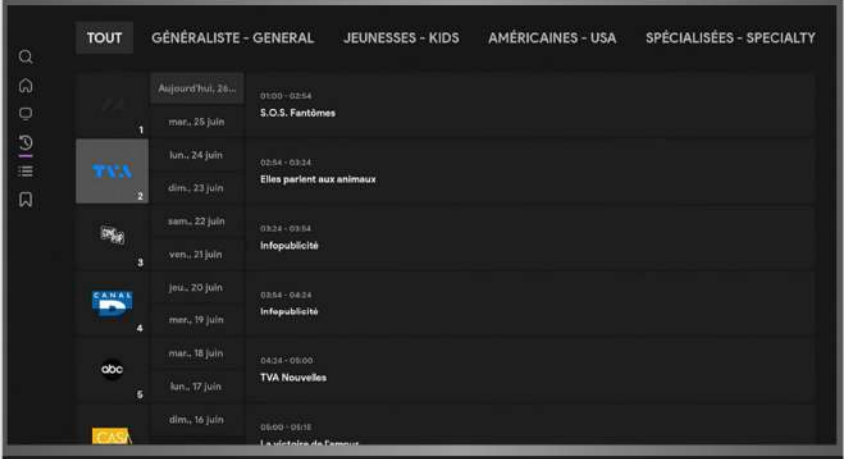 TOUT
GÉNÉRALISTE - GENERAL
JEUNESSES - KIDS
AMÉRICAINES - USA
SPÉCIALISÉES - SPECIALTY
1
TVA
2
3
CANAL
D
4
abc
5
CASA
Aujourd'hui, 26...
mar., 25 juin
lun., 24 juin
dim., 23 juin
sam., 22 juin
ven., 21 juin
jeu., 20 juin
mer., 19 juin
mar., 18 juin
lun., 17 juin
dim., 16 juin
01:00 - 02:54
S.O.S. Fantômes
02:54 - 03:24
Elles parlent aux animaux
03:24 - 03:54
Infopublicité
03:54 - 04:24
Infopublicité
04:24 - 05:00
TVA Nouvelles
05:00 - 05:15
La victoire de l'amour